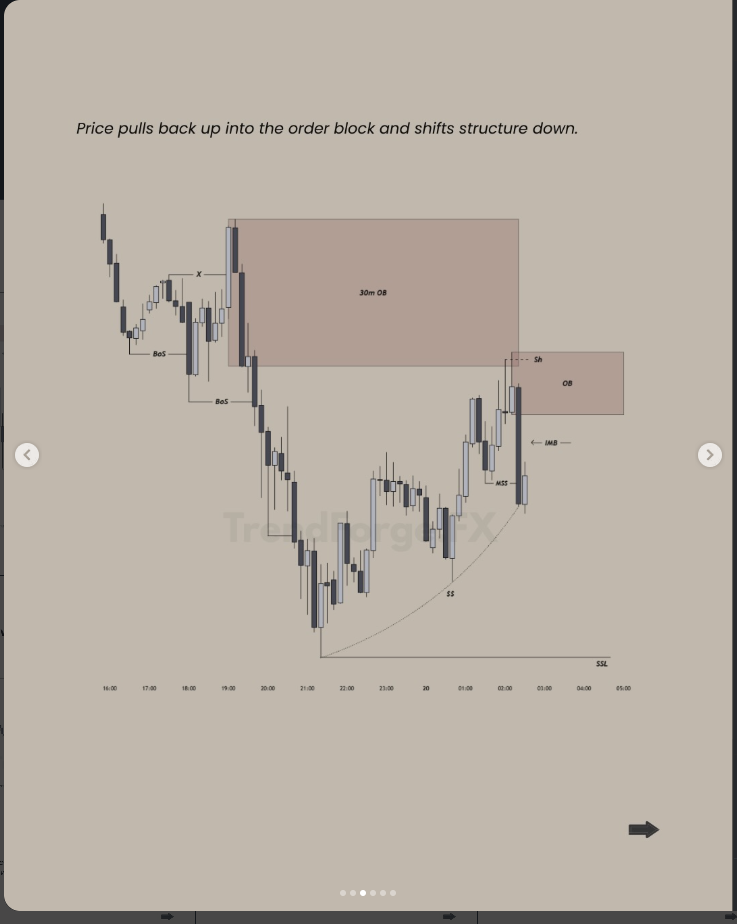 Price pulls back up into the order block and shifts structure down.
X
30m OB
BoS
Sh
OB
BoS
IMB
MSS
TrendForge FX
$$
SSL
16:00 17:00 18:00 19:00 20:00 21:00 22:00 23:00 20 01:00 02:00 03:00 04:00 05:00